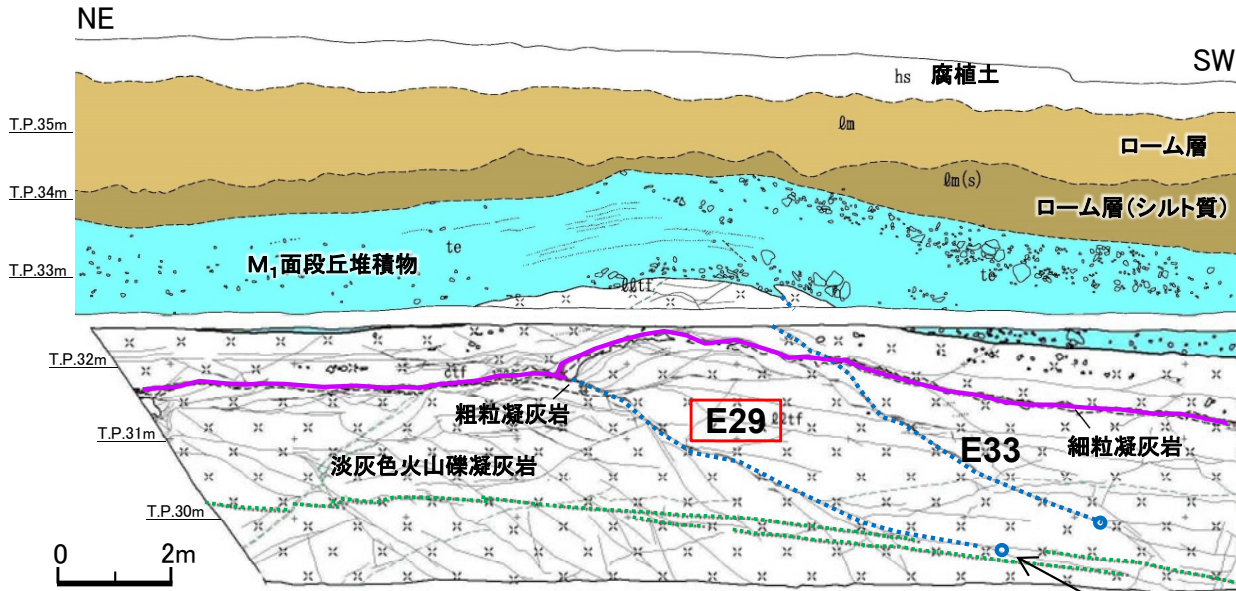 NE
SW
hs 腐植土
T.P.35m
ℓm
ローム層
ℓm(s)
T.P.34m
ローム層(シルト質)
te
M₁面段丘堆積物
te
T.P.33m
ℓℓtf
T.P.32m
ctf
粗粒凝灰岩
E29
ℓℓtf
E33
細粒凝灰岩
T.P.31m
淡灰色火山礫凝灰岩
T.P.30m
0 2m